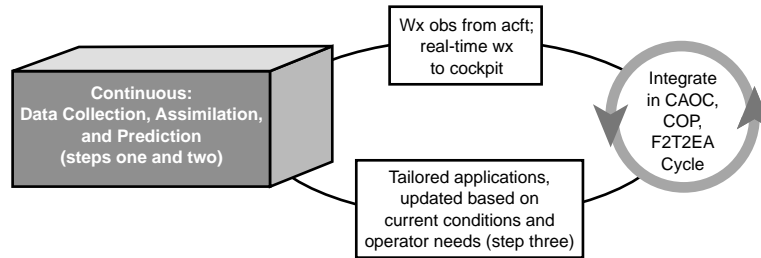 Continuous:
Data Collection, Assimilation,
and Prediction
(steps one and two)
Wx obs from acft;
real-time wx
to cockpit
Integrate
in CAOC,
COP,
F2T2EA
Cycle
Tailored applications,
updated based on
current conditions and
operator needs (step three)